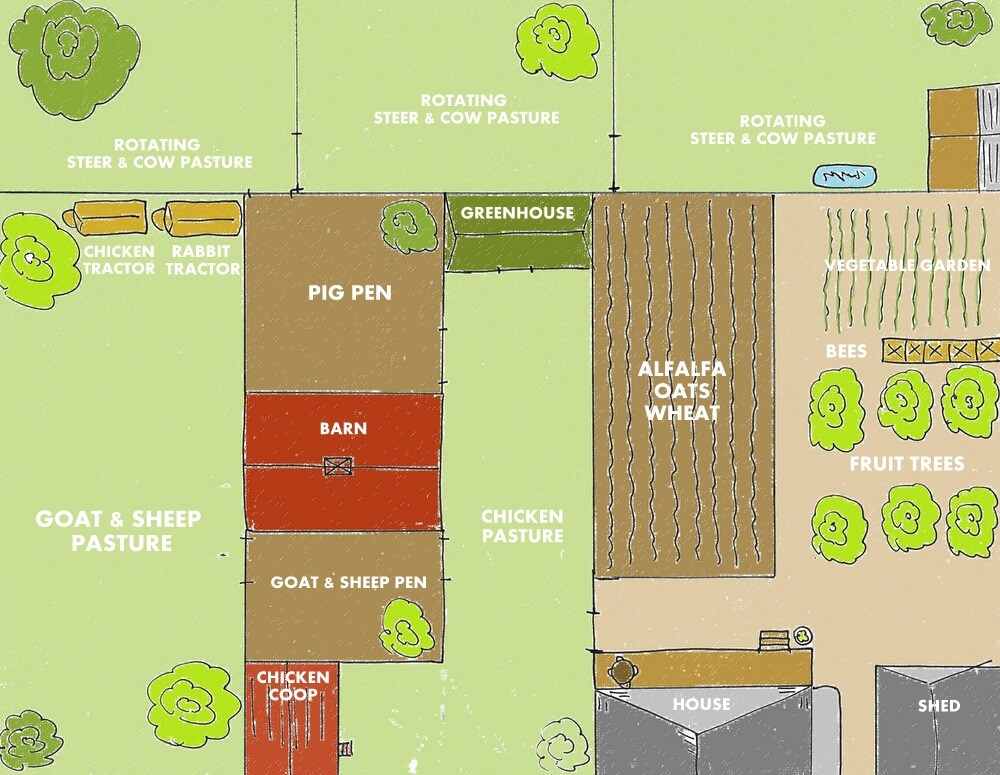 ROTATING
STEER & COW PASTURE
ROTATING
STEER & COW PASTURE
ROTATING
STEER & COW PASTURE
CHICKEN
TRACTOR
RABBIT
TRACTOR
PIG PEN
GREENHOUSE
VEGETABLE GARDEN
BEES
ALFALFA
OATS
WHEAT
BARN
FRUIT TREES
GOAT & SHEEP
PASTURE
CHICKEN
PASTURE
GOAT & SHEEP PEN
CHICKEN
COOP
HOUSE
SHED